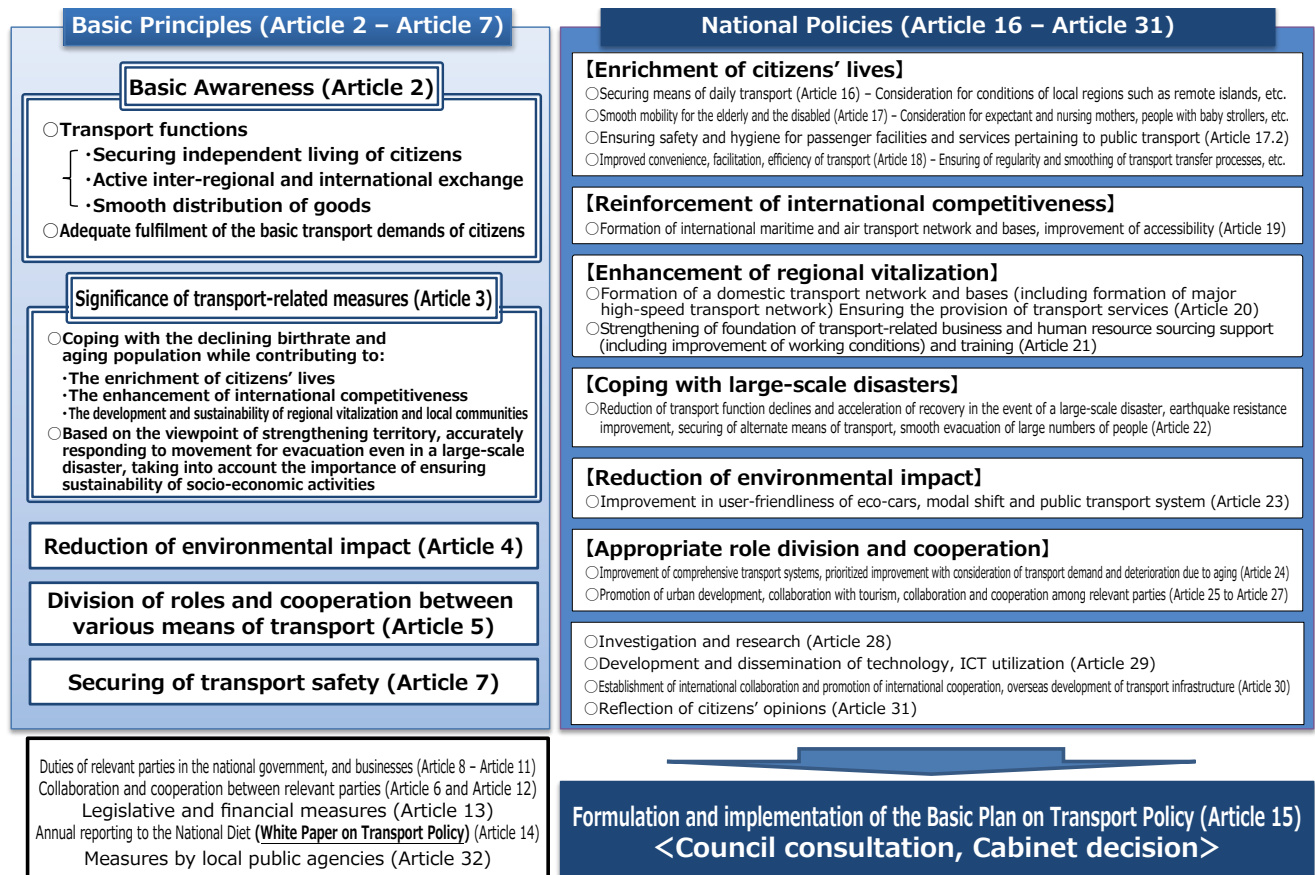 Basic Principles (Article 2 – Article 7)
Basic Awareness (Article 2)
○Transport functions
・Securing independent living of citizens
・Active inter-regional and international exchange
・Smooth distribution of goods
○Adequate fulfilment of the basic transport demands of citizens
Significance of transport-related measures (Article 3)
○Coping with the declining birthrate and
aging population while contributing to:
・The enrichment of citizens’ lives
・The enhancement of international competitiveness
・The development and sustainability of regional vitalization and local communities
○Based on the viewpoint of strengthening territory, accurately
responding to movement for evacuation even in a large-scale
disaster, taking into account the importance of ensuring
sustainability of socio-economic activities
Reduction of environmental impact (Article 4)
Division of roles and cooperation between
various means of transport (Article 5)
Securing of transport safety (Article 7)
Duties of relevant parties in the national government, and businesses (Article 8 – Article 11)
Collaboration and cooperation between relevant parties (Article 6 and Article 12)
Legislative and financial measures (Article 13)
Annual reporting to the National Diet (White Paper on Transport Policy) (Article 14)
Measures by local public agencies (Article 32)
National Policies (Article 16 – Article 31)
【Enrichment of citizens’ lives】
○Securing means of daily transport (Article 16) – Consideration for conditions of local regions such as remote islands, etc.
○Smooth mobility for the elderly and the disabled (Article 17) – Consideration for expectant and nursing mothers, people with baby strollers, etc.
○Ensuring safety and hygiene for passenger facilities and services pertaining to public transport (Article 17.2)
○Improved convenience, facilitation, efficiency of transport (Article 18) – Ensuring of regularity and smoothing of transport transfer processes, etc.
【Reinforcement of international competitiveness】
○Formation of international maritime and air transport network and bases, improvement of accessibility (Article 19)
【Enhancement of regional vitalization】
○Formation of a domestic transport network and bases (including formation of major
high-speed transport network) Ensuring the provision of transport services (Article 20)
○Strengthening of foundation of transport-related business and human resource sourcing support
(including improvement of working conditions) and training (Article 21)
【Coping with large-scale disasters】
○Reduction of transport function declines and acceleration of recovery in the event of a large-scale disaster, earthquake resistance
improvement, securing of alternate means of transport, smooth evacuation of large numbers of people (Article 22)
【Reduction of environmental impact】
○Improvement in user-friendliness of eco-cars, modal shift and public transport system (Article 23)
【Appropriate role division and cooperation】
○Improvement of comprehensive transport systems, prioritized improvement with consideration of transport demand and deterioration due to aging (Article 24)
○Promotion of urban development, collaboration with tourism, collaboration and cooperation among relevant parties (Article 25 to Article 27)
○Investigation and research (Article 28)
○Development and dissemination of technology, ICT utilization (Article 29)
○Establishment of international collaboration and promotion of international cooperation, overseas development of transport infrastructure (Article 30)
○Reflection of citizens’ opinions (Article 31)
Formulation and implementation of the Basic Plan on Transport Policy (Article 15)
＜Council consultation, Cabinet decision＞